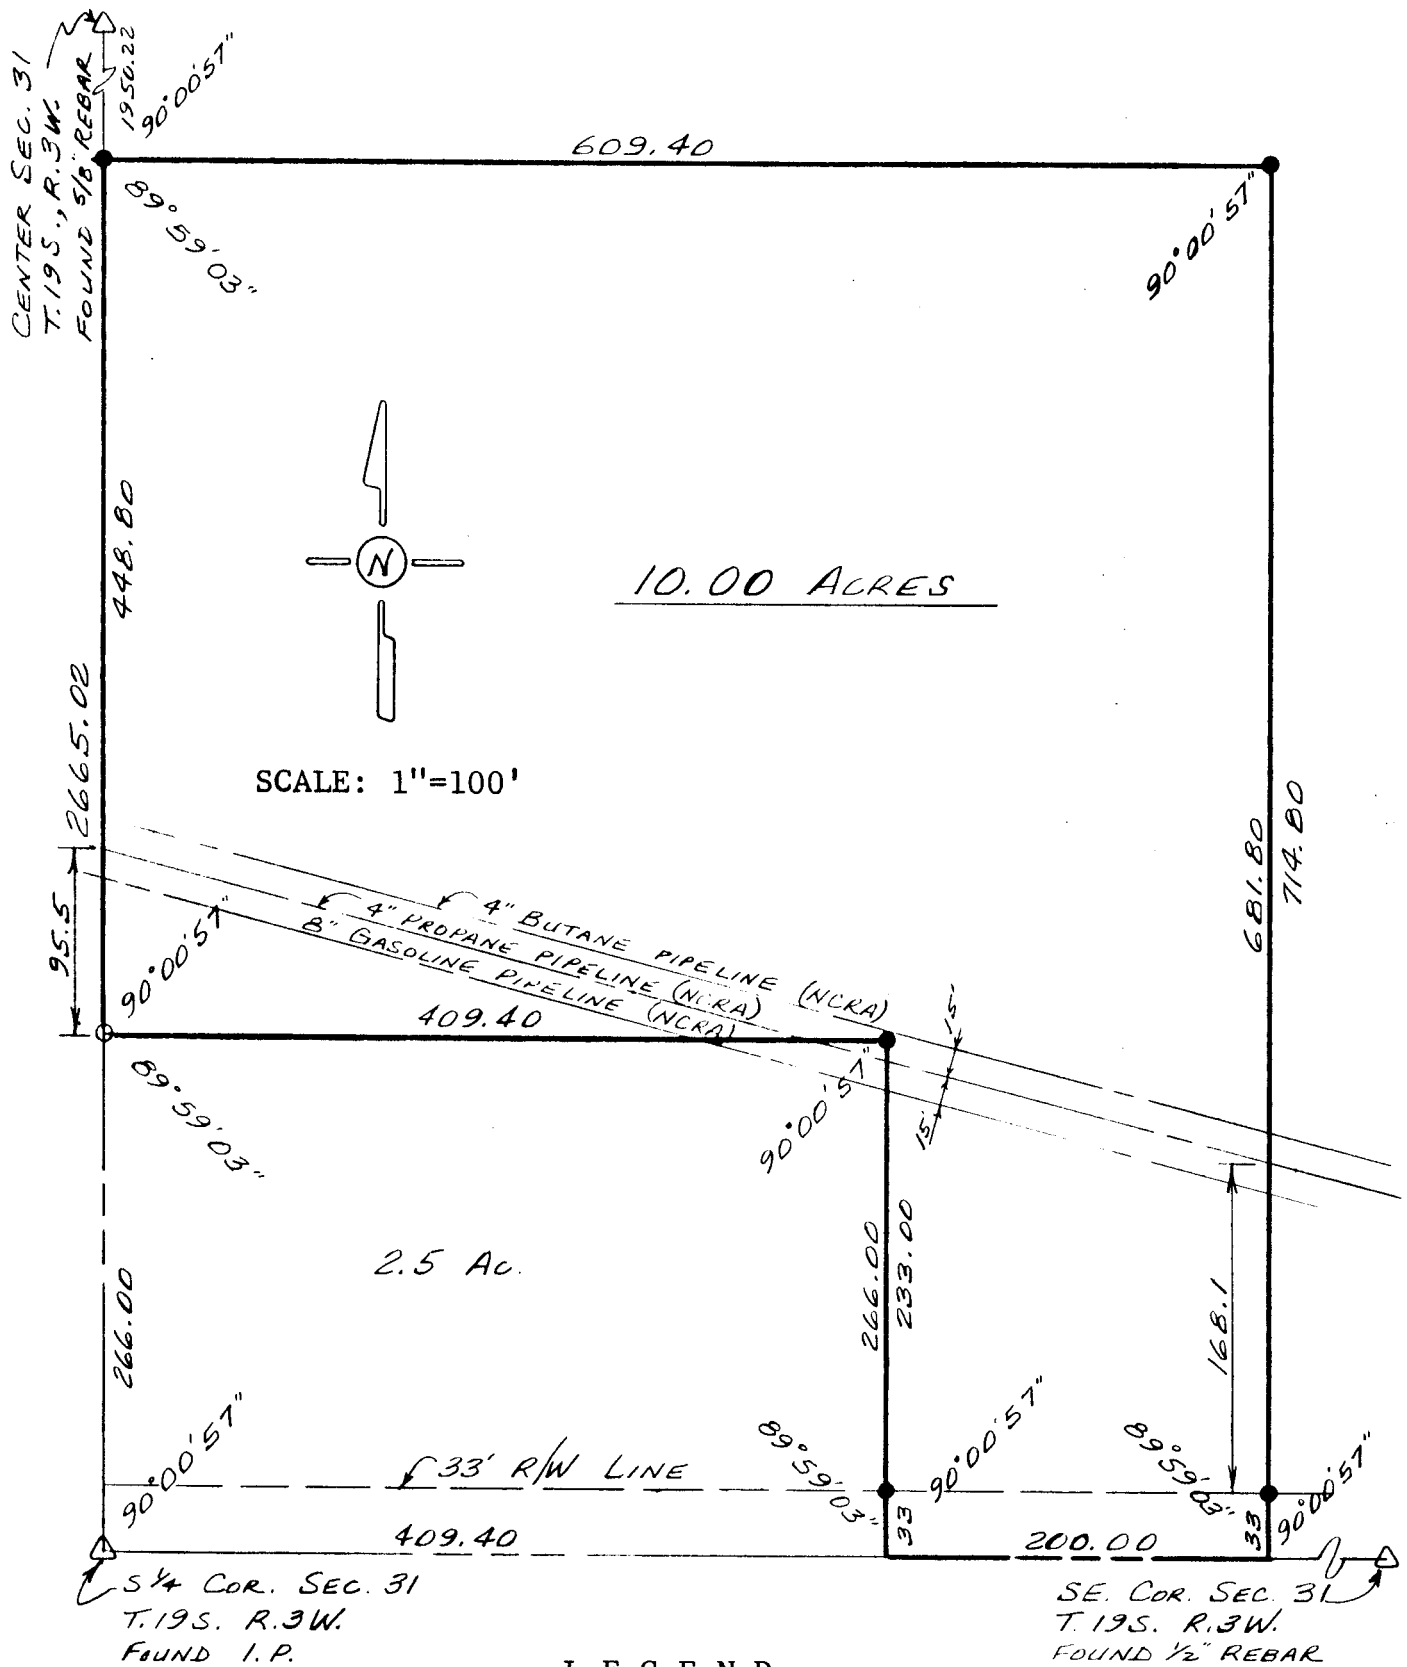 CENTER SEC. 31
T.19S., R.3W.
FOUND 5/8" REBAR
1950.22
90°00'57"
609.40
89°59'03"
90°00'57"
448.80
N
10.00 ACRES
2665.02
SCALE: 1"=100'
681.80
714.80
95.5
4" BUTANE PIPELINE (NCRA)
4" PROPANE PIPELINE (NCRA)
8" GASOLINE PIPELINE (NCRA)
90°00'57"
409.40
15'
15'
89°59'03"
90°00'57"
2.5 AC.
266.00
266.00
233.00
168.1
90°00'57"
33' R/W LINE
89°59'03"
90°00'57"
89°59'03"
90°00'57"
33
33
409.40
200.00
S 1/4 COR. SEC. 31
T.19S. R.3W.
FOUND I.P.
SE. COR. SEC. 31
T.19S. R.3W.
FOUND 1/2" REBAR
LEGEND